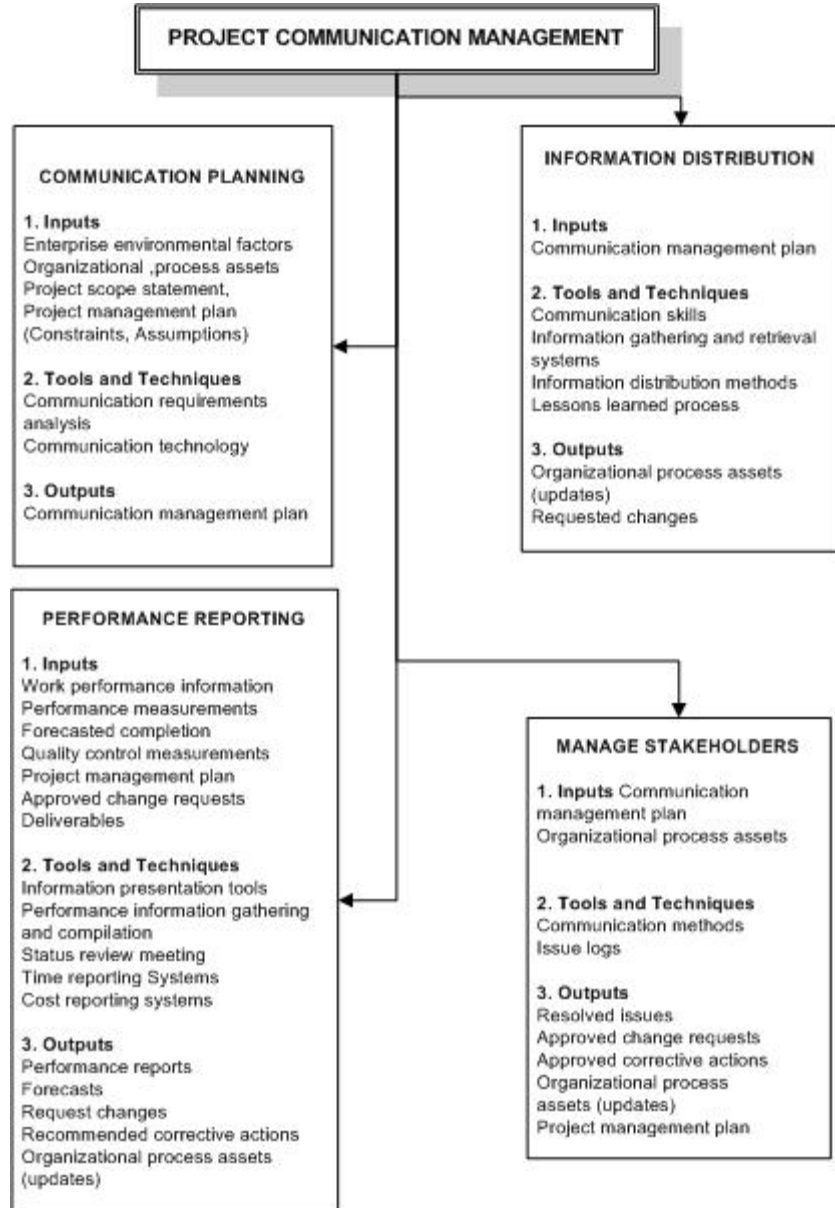 PROJECT COMMUNICATION MANAGEMENT
COMMUNICATION PLANNING
1. Inputs
Enterprise environmental factors
Organizational ,process assets
Project scope statement,
Project management plan
(Constraints, Assumptions)
2. Tools and Techniques
Communication requirements
analysis
Communication technology
3. Outputs
Communication management plan
INFORMATION DISTRIBUTION
1. Inputs
Communication management plan
2. Tools and Techniques
Communication skills
Information gathering and retrieval
systems
Information distribution methods
Lessons learned process
3. Outputs
Organizational process assets
(updates)
Requested changes
PERFORMANCE REPORTING
1. Inputs
Work performance information
Performance measurements
Forecasted completion
Quality control measurements
Project management plan
Approved change requests
Deliverables
2. Tools and Techniques
Information presentation tools
Performance information gathering
and compilation
Status review meeting
Time reporting Systems
Cost reporting systems
3. Outputs
Performance reports
Forecasts
Request changes
Recommended corrective actions
Organizational process assets
(updates)
MANAGE STAKEHOLDERS
1. Inputs Communication
management plan
Organizational process assets
2. Tools and Techniques
Communication methods
Issue logs
3. Outputs
Resolved issues
Approved change requests
Approved corrective actions
Organizational process
assets (updates)
Project management plan